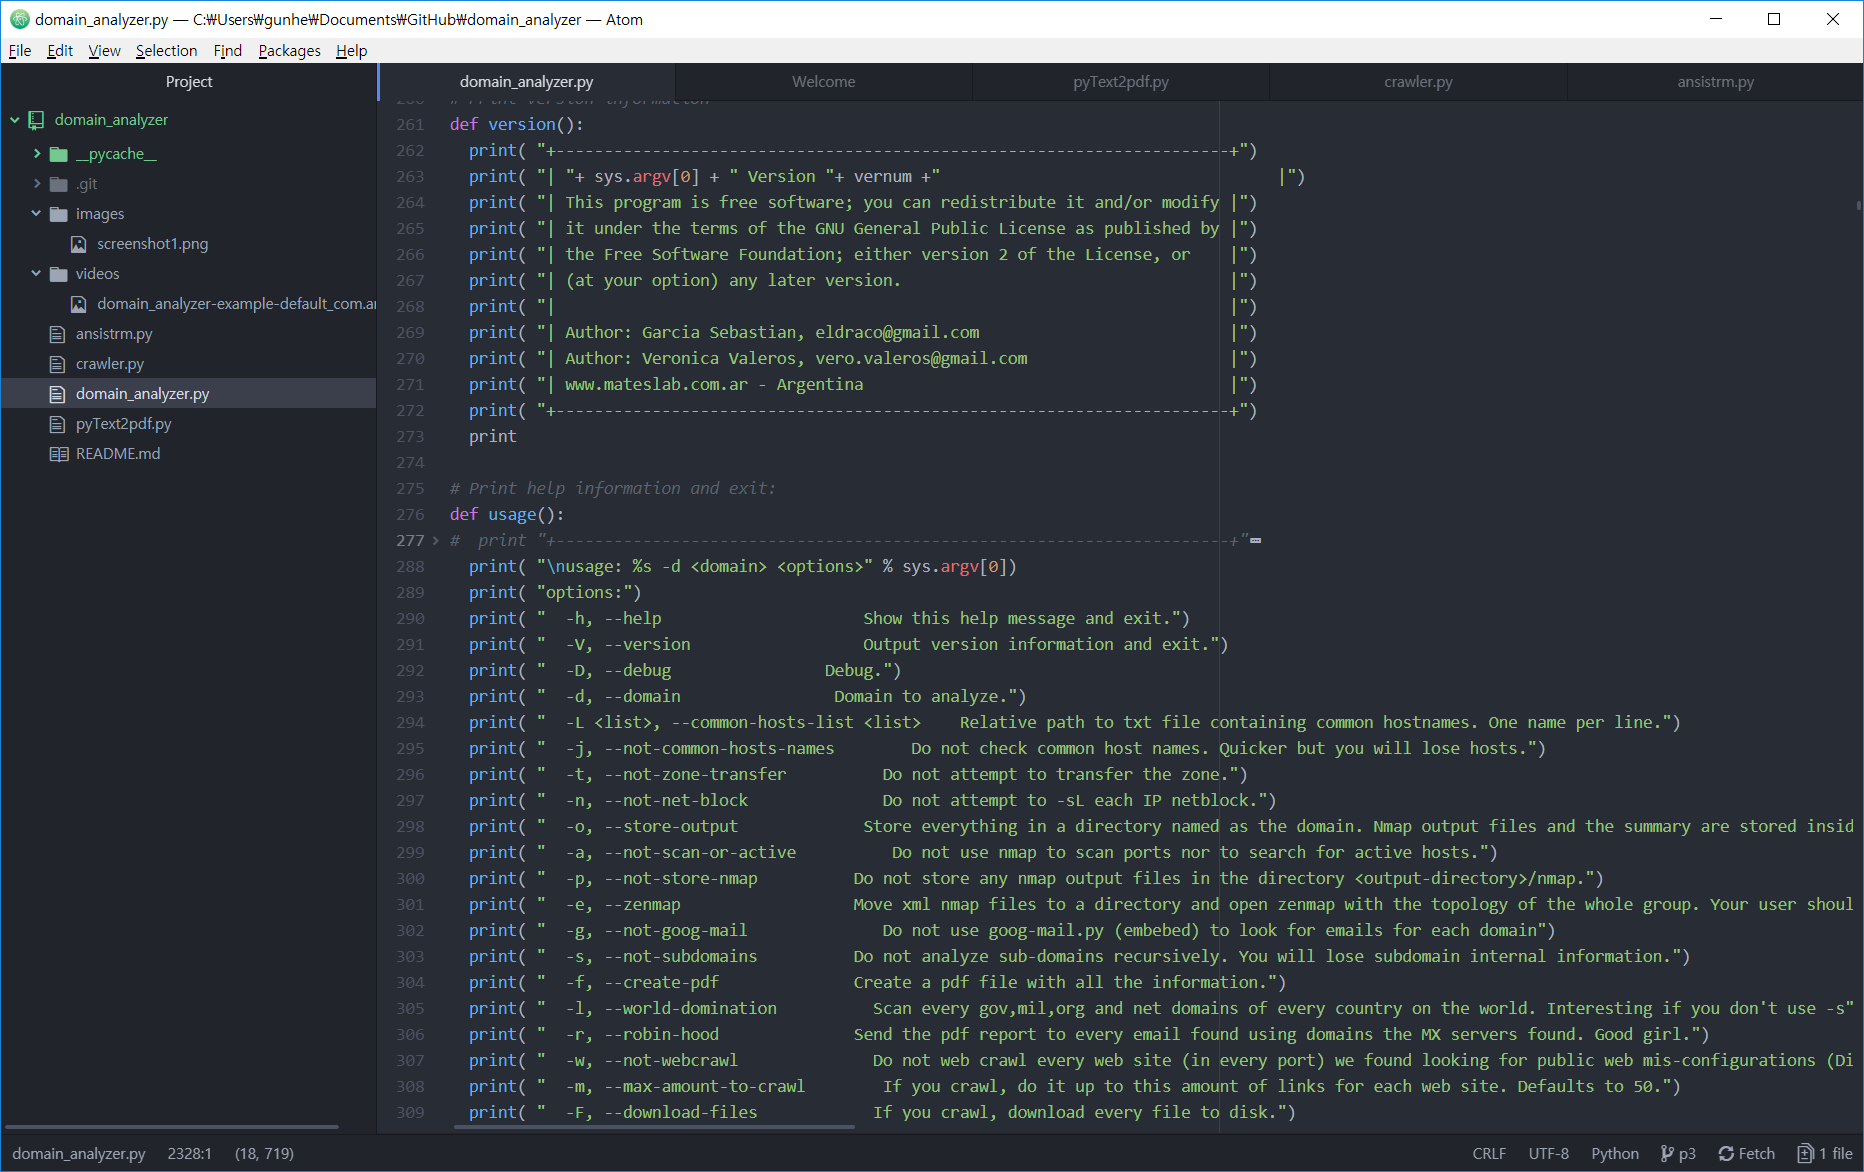 domain_analyzer.py — C:₩Users₩gunhe₩Documents₩GitHub₩domain_analyzer — Atom
File Edit View Selection Find Packages Help
Project
domain_analyzer
__pycache__
.git
images
screenshot1.png
videos
domain_analyzer-example-default_com.ar
ansistrm.py
crawler.py
domain_analyzer.py
pyText2pdf.py
README.md
domain_analyzer.py Welcome pyText2pdf.py crawler.py ansistrm.py
260 # Print version information
261 def version():
262   print( "+----------------------------------------------------------------------+")
263   print( "| "+ sys.argv[0] + " Version "+ vernum +"                                   |")
264   print( "| This program is free software; you can redistribute it and/or modify |")
265   print( "| it under the terms of the GNU General Public License as published by |")
266   print( "| the Free Software Foundation; either version 2 of the License, or    |")
267   print( "| (at your option) any later version.                                  |")
268   print( "|                                                                      |")
269   print( "| Author: Garcia Sebastian, eldraco@gmail.com                          |")
270   print( "| Author: Veronica Valeros, vero.valeros@gmail.com                     |")
271   print( "| www.mateslab.com.ar - Argentina                                      |")
272   print( "+----------------------------------------------------------------------+")
273   print
274
275 # Print help information and exit:
276 def usage():
277 #  print "+----------------------------------------------------------------------+"
288   print( "\nusage: %s -d <domain> <options>" % sys.argv[0])
289   print( "options:")
290   print( "  -h, --help                     Show this help message and exit.")
291   print( "  -V, --version                  Output version information and exit.")
292   print( "  -D, --debug                Debug.")
293   print( "  -d, --domain                Domain to analyze.")
294   print( "  -L <list>, --common-hosts-list <list>    Relative path to txt file containing common hostnames. One name per line.")
295   print( "  -j, --not-common-hosts-names        Do not check common host names. Quicker but you will lose hosts.")
296   print( "  -t, --not-zone-transfer          Do not attempt to transfer the zone.")
297   print( "  -n, --not-net-block              Do not attempt to -sL each IP netblock.")
298   print( "  -o, --store-output             Store everything in a directory named as the domain. Nmap output files and the summary are stored insid
299   print( "  -a, --not-scan-or-active          Do not use nmap to scan ports nor to search for active hosts.")
300   print( "  -p, --not-store-nmap          Do not store any nmap output files in the directory <output-directory>/nmap.")
301   print( "  -e, --zenmap                  Move xml nmap files to a directory and open zenmap with the topology of the whole group. Your user shoul
302   print( "  -g, --not-goog-mail              Do not use goog-mail.py (embebed) to look for emails for each domain")
303   print( "  -s, --not-subdomains          Do not analyze sub-domains recursively. You will lose subdomain internal information.")
304   print( "  -f, --create-pdf              Create a pdf file with all the information.")
305   print( "  -l, --world-domination          Scan every gov,mil,org and net domains of every country on the world. Interesting if you don't use -s"
306   print( "  -r, --robin-hood              Send the pdf report to every email found using domains the MX servers found. Good girl.")
307   print( "  -w, --not-webcrawl              Do not web crawl every web site (in every port) we found looking for public web mis-configurations (Di
308   print( "  -m, --max-amount-to-crawl        If you crawl, do it up to this amount of links for each web site. Defaults to 50.")
309   print( "  -F, --download-files            If you crawl, download every file to disk.")
domain_analyzer.py 2328:1 (18, 719) CRLF UTF-8 Python p3 Fetch 1 file